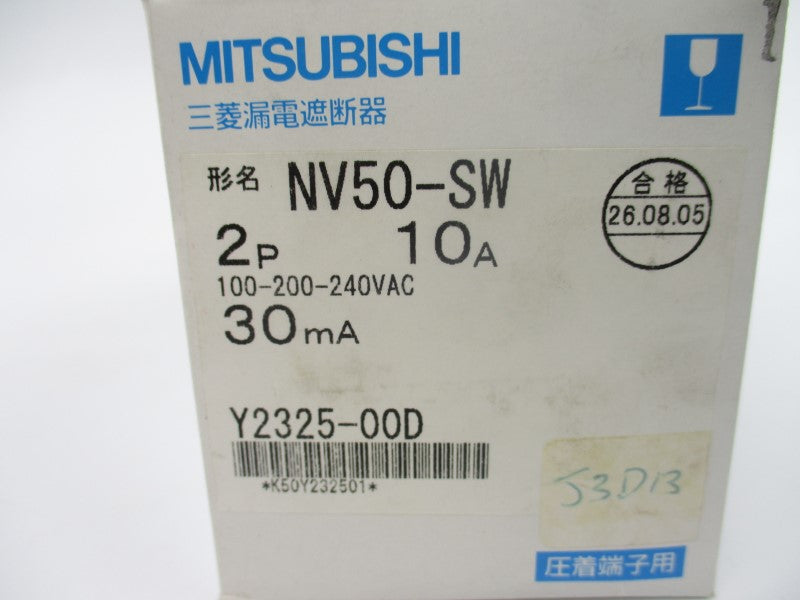 MITSUBISHI
三菱漏電遮断器
形名 NV50-SW
合格
26.08.05
2P 10A
100-200-240VAC
30mA
Y2325-00D
*K50Y232501*
J3D13
圧着端子用